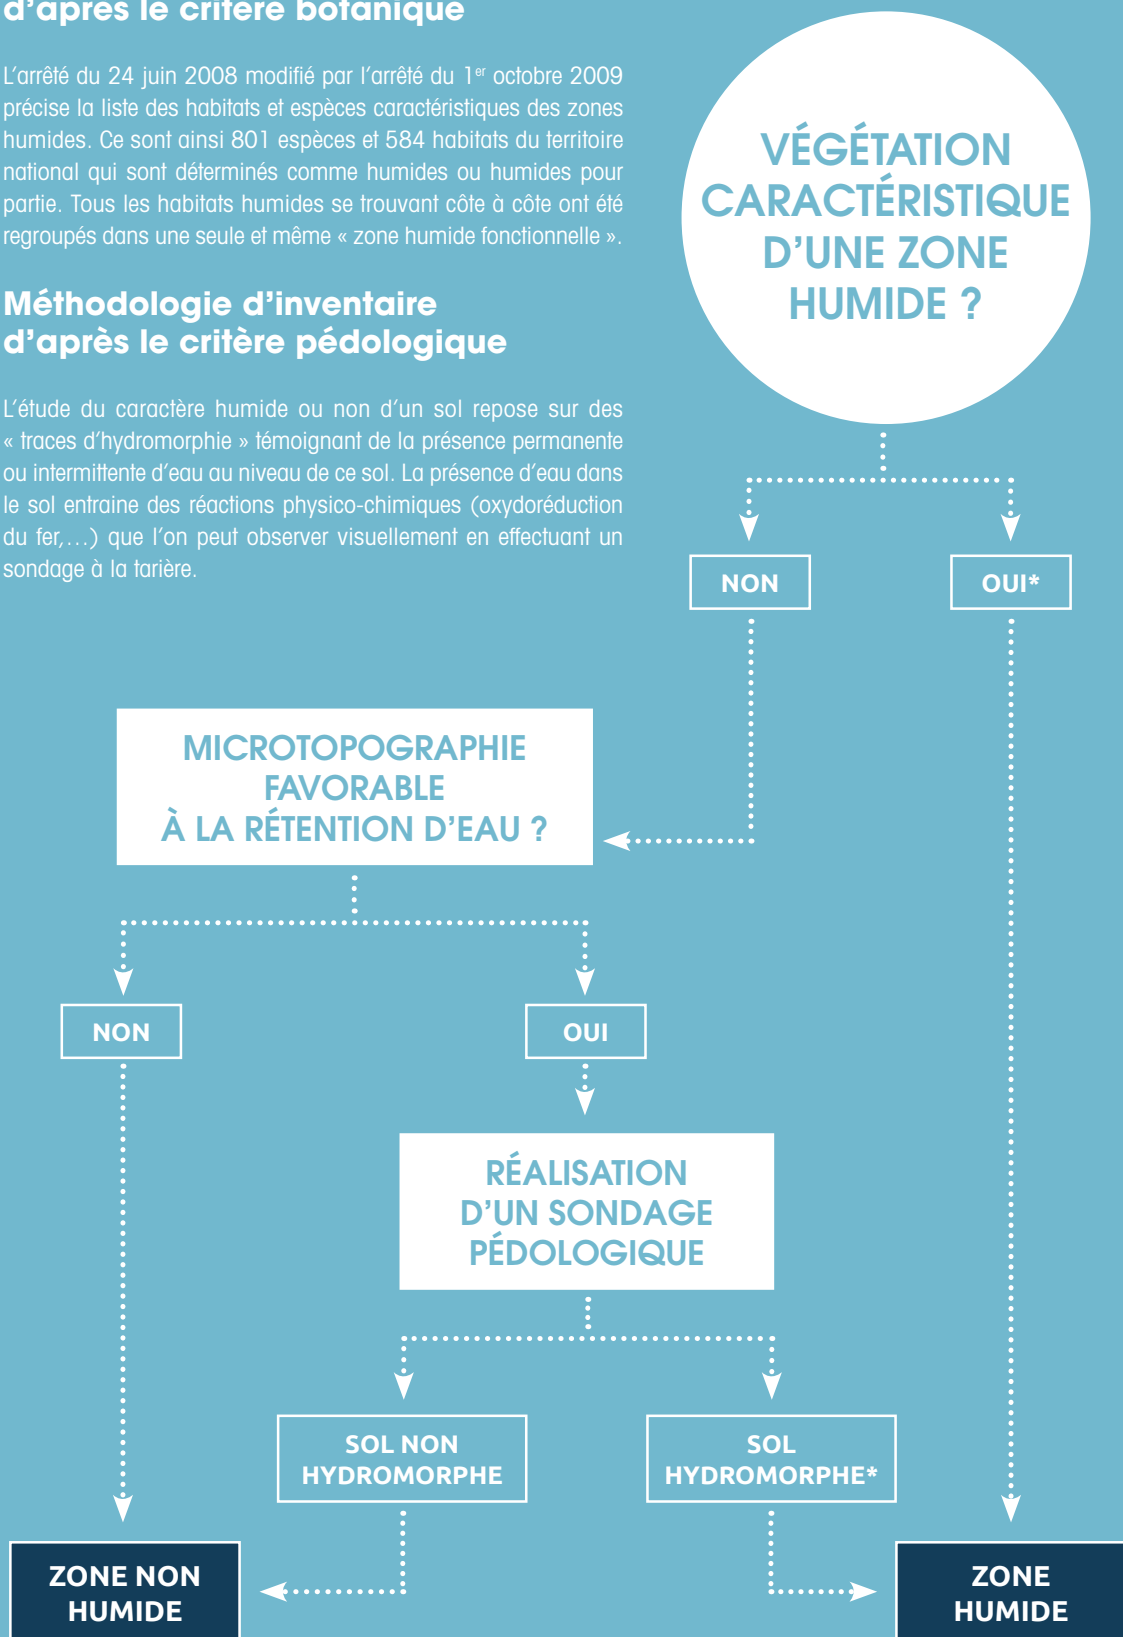 d’après le critère botanique
L’arrêté du 24 juin 2008 modifié par l’arrêté du 1er octobre 2009
précise la liste des habitats et espèces caractéristiques des zones
humides. Ce sont ainsi 801 espèces et 584 habitats du territoire
national qui sont déterminés comme humides ou humides pour
partie. Tous les habitats humides se trouvant côte à côte ont été
regroupés dans une seule et même « zone humide fonctionnelle ».
Méthodologie d’inventaire
d’après le critère pédologique
L’étude du caractère humide ou non d’un sol repose sur des
« traces d’hydromorphie » témoignant de la présence permanente
ou intermittente d’eau au niveau de ce sol. La présence d’eau dans
le sol entraine des réactions physico-chimiques (oxydoréduction
du fer,…) que l’on peut observer visuellement en effectuant un
sondage à la tarière.
VÉGÉTATION
CARACTÉRISTIQUE
D’UNE ZONE
HUMIDE ?
NON
OUI*
MICROTOPOGRAPHIE
FAVORABLE
À LA RÉTENTION D’EAU ?
NON
OUI
RÉALISATION
D’UN SONDAGE
PÉDOLOGIQUE
SOL NON
HYDROMORPHE
SOL
HYDROMORPHE*
ZONE NON
HUMIDE
ZONE
HUMIDE